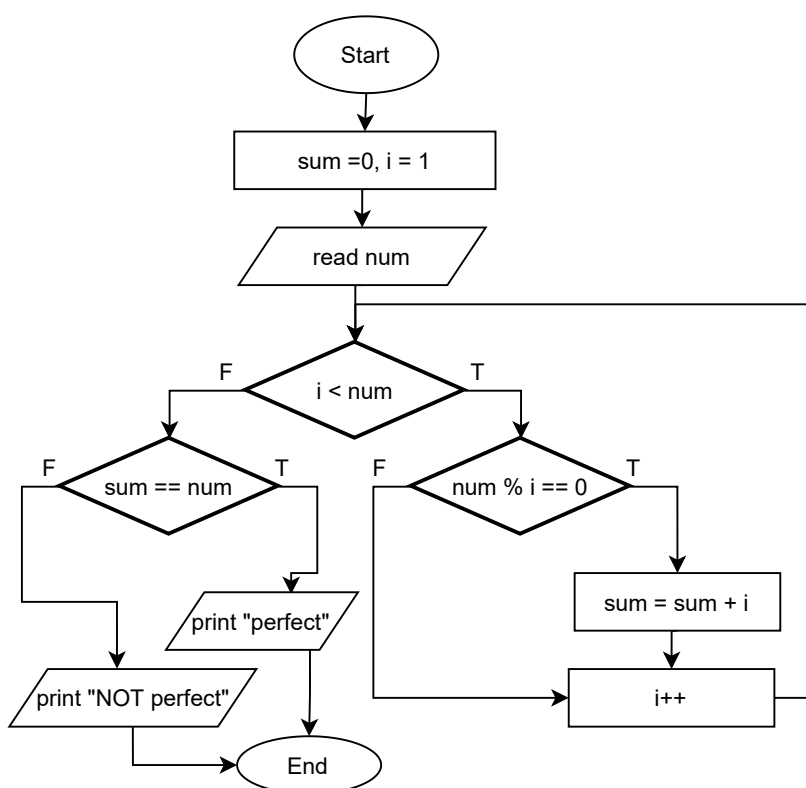 Start
sum =0, i = 1
read num
i < num
F
T
sum == num
F
T
num % i == 0
F
T
print "perfect"
sum = sum + i
print "NOT perfect"
i++
End